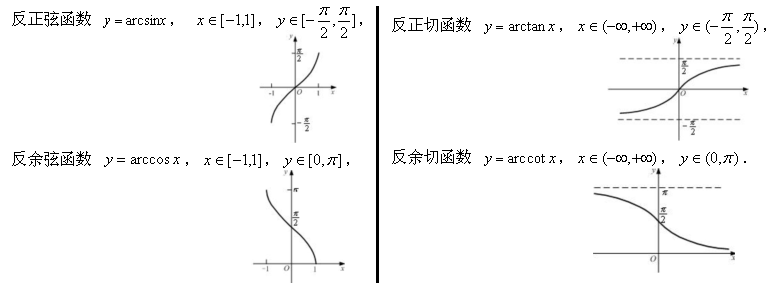 反正弦函数 y = arcsinx， x∈[-1,1]， y∈[-π/2,π/2]，
y
π/2
-1 O 1 x
-π/2
反余弦函数 y = arccos x， x∈[-1,1]， y∈[0,π]，
y
π
π/2
-1 O 1 x
反正切函数 y = arctan x， x∈(-∞,+∞)， y∈(-π/2,π/2)，
y
π/2
O x
-π/2
反余切函数 y = arccot x， x∈(-∞,+∞)， y∈(0,π)．
y
π
π/2
O x